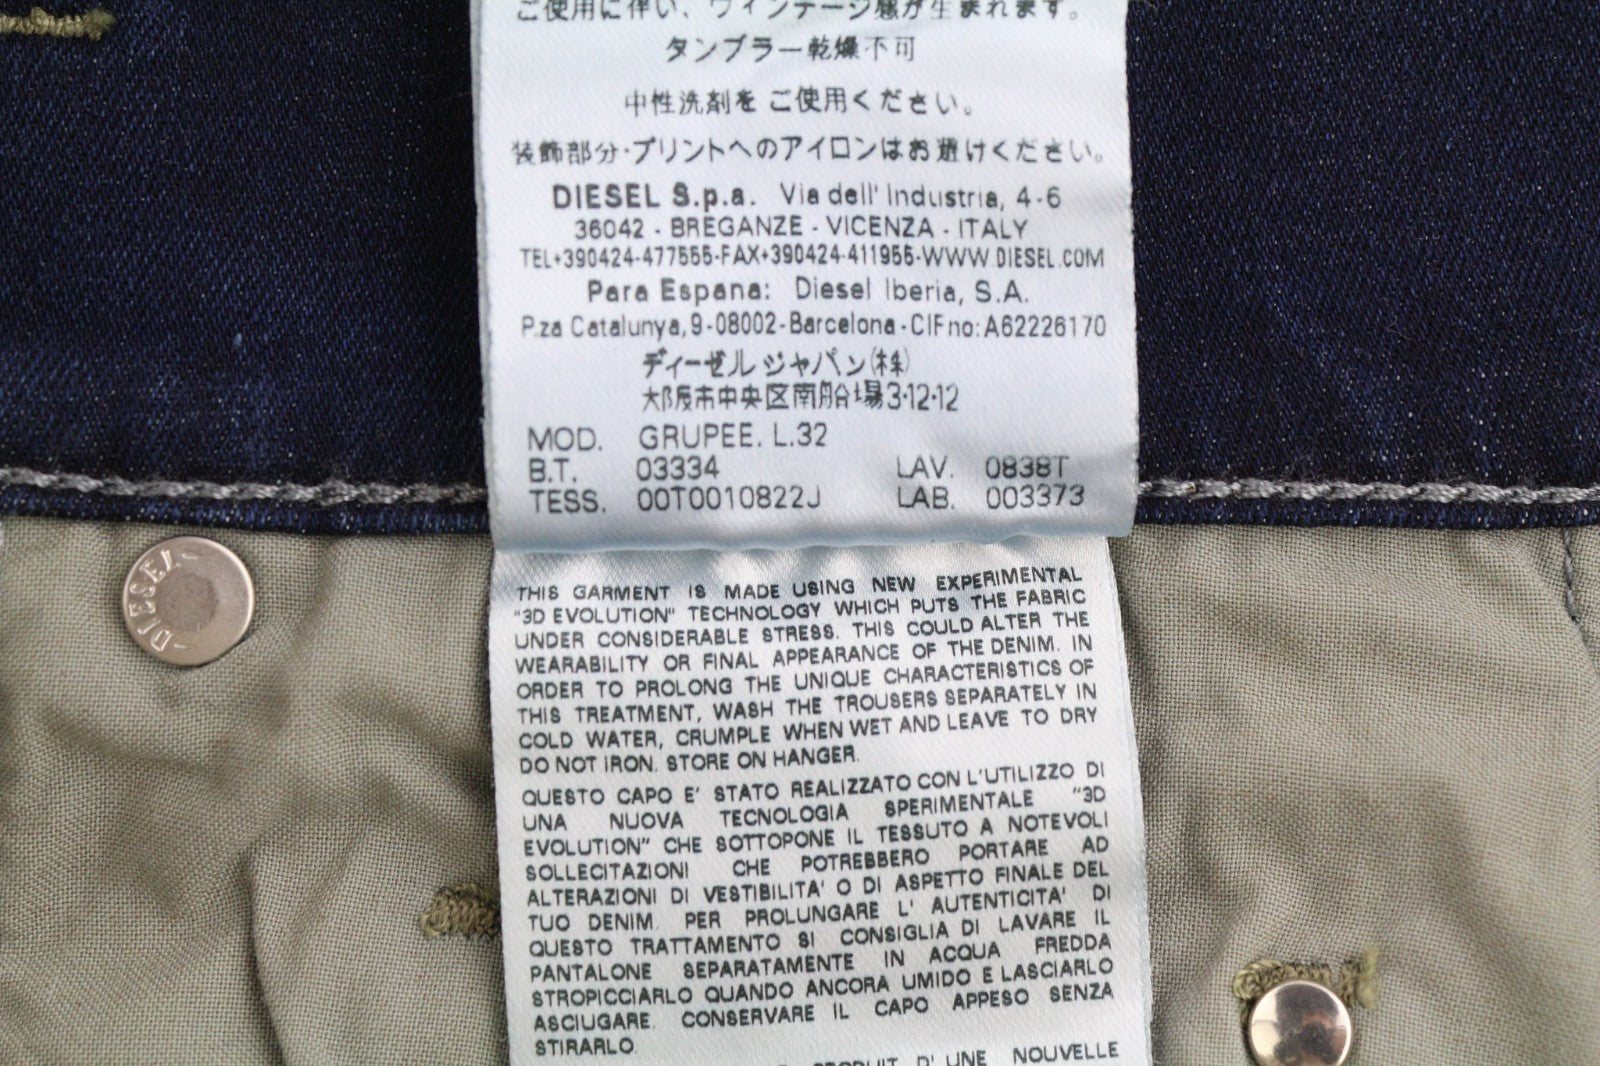 ご使用に伴い、ヴィンテージ感が生まれます。
タンブラー乾燥不可
中性洗剤をご使用ください。
装飾部分・プリントへのアイロンはお避けください。
DIESEL S.p.a. Via dell' Industria, 4-6
36042 - BREGANZE - VICENZA - ITALY
TEL+390424-477555-FAX+390424-411955-WWW.DIESEL.COM
Para Espana: Diesel Iberia, S.A.
P.za Catalunya,9-08002-Barcelona-CIFno:A62226170
ディーゼル ジャパン(株)
大阪市中央区南船場3-12-12
MOD. GRUPEE. L.32
B.T. 03334 LAV. 0838T
TESS. 00T0010822J LAB. 003373
DIESEL
THIS GARMENT IS MADE USING NEW EXPERIMENTAL
"3D EVOLUTION" TECHNOLOGY WHICH PUTS THE FABRIC
UNDER CONSIDERABLE STRESS. THIS COULD ALTER THE
WEARABILITY OR FINAL APPEARANCE OF THE DENIM. IN
ORDER TO PROLONG THE UNIQUE CHARACTERISTICS OF
THIS TREATMENT, WASH THE TROUSERS SEPARATELY IN
COLD WATER, CRUMPLE WHEN WET AND LEAVE TO DRY
DO NOT IRON. STORE ON HANGER.
QUESTO CAPO E' STATO REALIZZATO CON L'UTILIZZO DI
UNA NUOVA TECNOLOGIA SPERIMENTALE "3D
EVOLUTION" CHE SOTTOPONE IL TESSUTO A NOTEVOLI
SOLLECITAZIONI CHE POTREBBERO PORTARE AD
ALTERAZIONI DI VESTIBILITA' O DI ASPETTO FINALE DEL
TUO DENIM. PER PROLUNGARE L' AUTENTICITA' DI
QUESTO TRATTAMENTO SI CONSIGLIA DI LAVARE IL
PANTALONE SEPARATAMENTE IN ACQUA FREDDA
STROPICCIARLO QUANDO ANCORA UMIDO E LASCIARLO
ASCIUGARE. CONSERVARE IL CAPO APPESO SENZA
STIRARLO.
PRODUIT D' UNE NOUVELLE